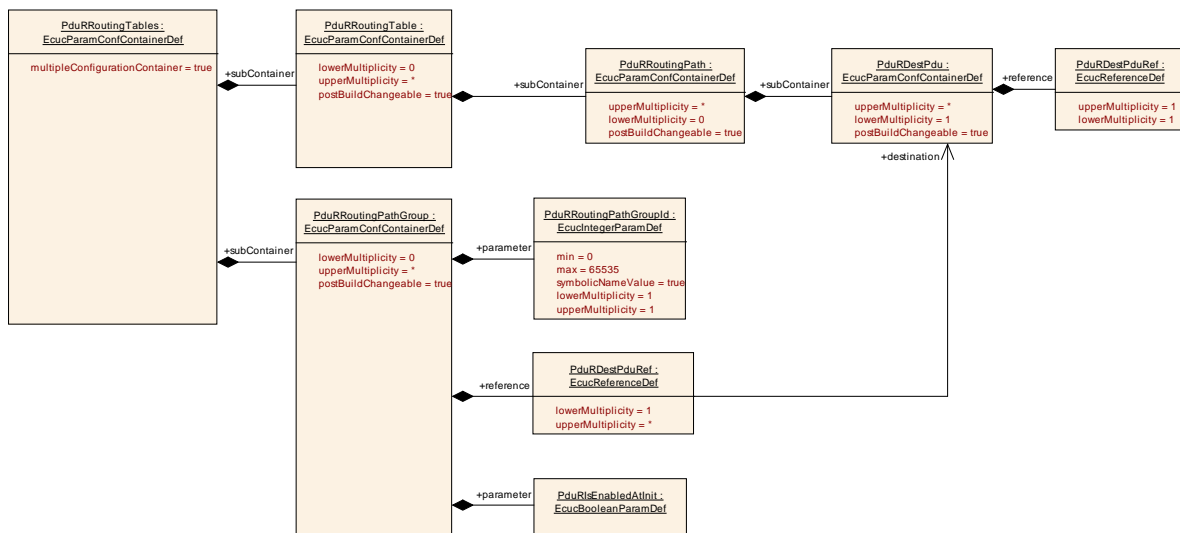 PduRRoutingTables :
EcucParamConfContainerDef
multipleConfigurationContainer = true
+subContainer
PduRRoutingTable :
EcucParamConfContainerDef
lowerMultiplicity = 0
upperMultiplicity = *
postBuildChangeable = true
+subContainer
PduRRoutingPath :
EcucParamConfContainerDef
upperMultiplicity = *
lowerMultiplicity = 0
postBuildChangeable = true
+subContainer
PduRDestPdu :
EcucParamConfContainerDef
upperMultiplicity = *
lowerMultiplicity = 1
postBuildChangeable = true
+reference
PduRDestPduRef :
EcucReferenceDef
upperMultiplicity = 1
lowerMultiplicity = 1
+destination
+subContainer
PduRRoutingPathGroup :
EcucParamConfContainerDef
lowerMultiplicity = 0
upperMultiplicity = *
postBuildChangeable = true
+parameter
PduRRoutingPathGroupId :
EcucIntegerParamDef
min = 0
max = 65535
symbolicNameValue = true
lowerMultiplicity = 1
upperMultiplicity = 1
+reference
PduRDestPduRef :
EcucReferenceDef
lowerMultiplicity = 1
upperMultiplicity = *
+parameter
PduRIsEnabledAtInit :
EcucBooleanParamDef